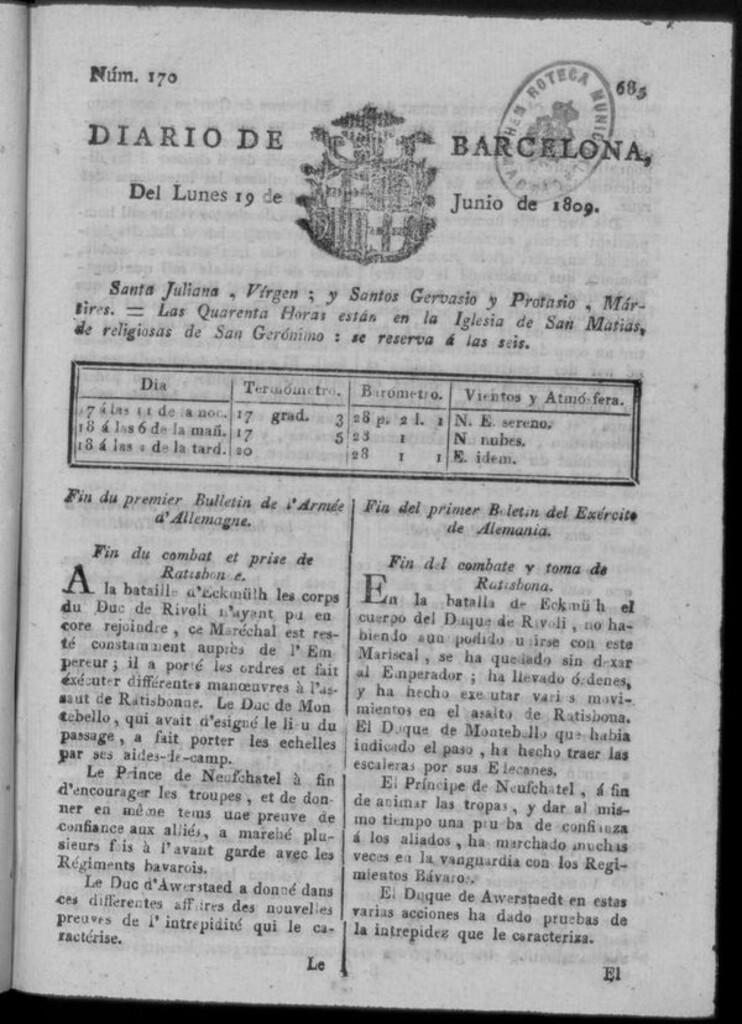 Núm. 170
685
DIARIO DE BARCELONA,
Del Lunes 19 de Junio de 1809.
Santa Juliana, Vírgen; y Santos Gervasio y Protasio, Már-
tires. = Las Quarenta Horas están en la Iglesia de San Matias,
de religiosas de San Gerónimo: se reserva á las seis.
Dia Termómetro. Barómetro. Vientos y Atmósfera.
17 á las 11 de la noc. 17 grad. 3 28 p. 2 l. 1 N. E. sereno.
18 á las 6 de la mañ. 17 5 28 1 N nubes.
18 á las 2 de la tard. 20 28 1 1 E. idem.
Fin du premier Bulletin de l'Armée
d'Allemagne.
Fin du combat et prise de
Ratisbonne.
A la bataille d'Eckmülh les corps
du Duc de Rivoli n'ayant pu en
core rejoindre, ce Maréchal est res-
té constamment auprès de l'Em
pereur; il a porté les ordres et fait
éxécuter différentes manœuvres à l'as-
saut de Ratisbonne. Le Duc de Mon
tebello, qui avait d'esigné le lieu du
passage, a fait porter les echelles
par ses aides-de-camp.
Le Prince de Neufchatel à fin
d'encourager les troupes, et de don-
ner en même tems une preuve de
confiance aux alliés, a marché plu-
sieurs fois à l'avant garde avec les
Régiments bavarois.
Le Duc d'Awerstaed a donné dans
ces differentes affaires des nouvelles
preuves de l'intrepidité qui le ca-
ractérise.
Le
Fin del primer Boletin del Exército
de Alemania.
Fin del combate y toma de
Ratisbona.
En la batalla de Eckmülh el
cuerpo del Duque de Rivoli, no ha-
biendo aun podido unirse con este
Mariscal, se ha quedado sin dexar
al Emperador; ha llevado órdenes,
y ha hecho executar varios movi-
mientos en el asalto de Ratisbona.
El Duque de Montebello que habia
indicado el paso, ha hecho traer las
escaleras por sus Edecanes.
El Príncipe de Neufchatel, á fin
de animar las tropas, y dar al mis-
mo tiempo una prueba de confianza
á los aliados, ha marchado muchas
veces en la vanguardia con los Regi-
mientos Bávaros.
El Duque de Awerstaedt en estas
varias acciones ha dado pruebas de
la intrepidez que le caracteriza.
El